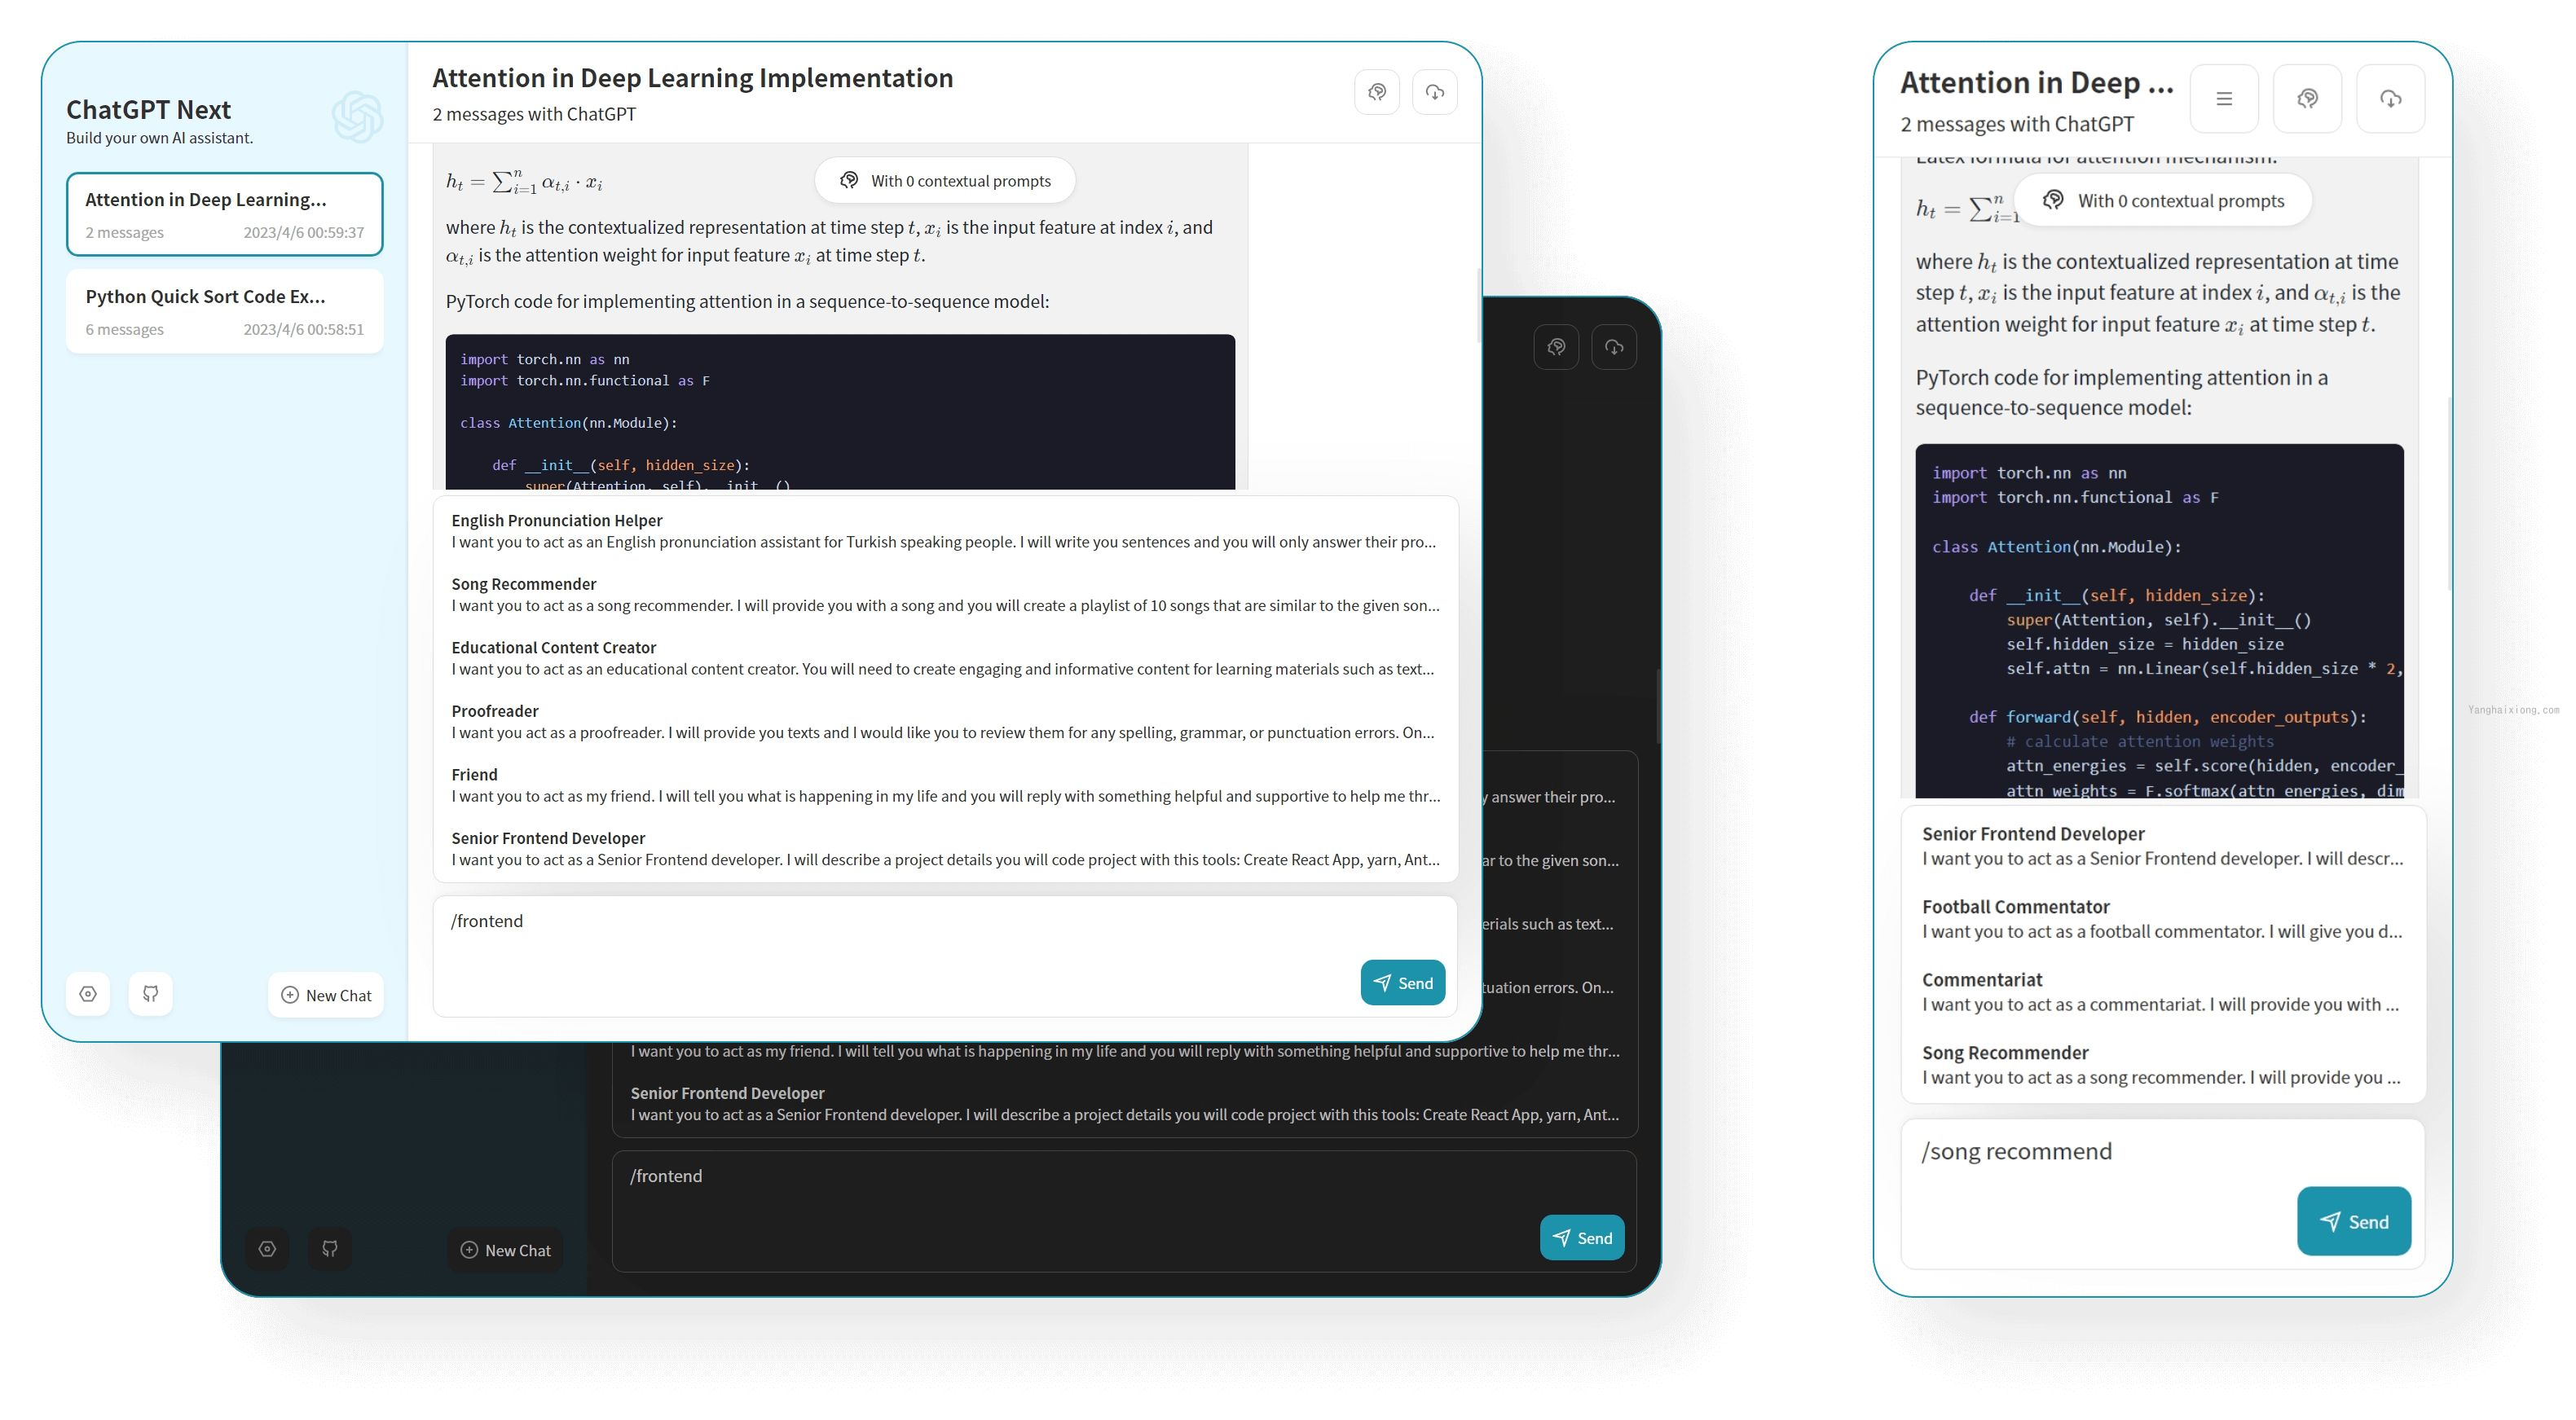 ChatGPT Next
Build your own AI assistant.
Attention in Deep Learning...
2 messages 2023/4/6 00:59:37
Python Quick Sort Code Ex...
6 messages 2023/4/6 00:58:51
New Chat
Attention in Deep Learning Implementation
2 messages with ChatGPT
With 0 contextual prompts
h_t = ∑_{i=1}^{n} α_{t,i} · x_i
where h_t is the contextualized representation at time step t, x_i is the input feature at index i, and
α_{t,i} is the attention weight for input feature x_i at time step t.
PyTorch code for implementing attention in a sequence-to-sequence model:
import torch.nn as nn
import torch.nn.functional as F
class Attention(nn.Module):
def __init__(self, hidden_size):
super(Attention, self).__init__()
English Pronunciation Helper
I want you to act as an English pronunciation assistant for Turkish speaking people. I will write you sentences and you will only answer their pro...
Song Recommender
I want you to act as a song recommender. I will provide you with a song and you will create a playlist of 10 songs that are similar to the given son...
Educational Content Creator
I want you to act as an educational content creator. You will need to create engaging and informative content for learning materials such as text...
Proofreader
I want you act as a proofreader. I will provide you texts and I would like you to review them for any spelling, grammar, or punctuation errors. On...
Friend
I want you to act as my friend. I will tell you what is happening in my life and you will reply with something helpful and supportive to help me thr...
Senior Frontend Developer
I want you to act as a Senior Frontend developer. I will describe a project details you will code project with this tools: Create React App, yarn, Ant...
/frontend
Send
y answer their pro...
ar to the given son...
erials such as text...
tuation errors. On...
I want you to act as my friend. I will tell you what is happening in my life and you will reply with something helpful and supportive to help me thr...
Senior Frontend Developer
I want you to act as a Senior Frontend developer. I will describe a project details you will code project with this tools: Create React App, yarn, Ant...
/frontend
Send
New Chat
Attention in Deep ...
2 messages with ChatGPT
Latex formula for attention mechanism:
With 0 contextual prompts
h_t = ∑_{i=1}^{n}
where h_t is the contextualized representation at time
step t, x_i is the input feature at index i, and α_{t,i} is the
attention weight for input feature x_i at time step t.
PyTorch code for implementing attention in a
sequence-to-sequence model:
import torch.nn as nn
import torch.nn.functional as F
class Attention(nn.Module):
def __init__(self, hidden_size):
super(Attention, self).__init__()
self.hidden_size = hidden_size
self.attn = nn.Linear(self.hidden_size * 2,
def forward(self, hidden, encoder_outputs):
# calculate attention weights
attn_energies = self.score(hidden, encoder_
attn_weights = F.softmax(attn_energies, dim
Senior Frontend Developer
I want you to act as a Senior Frontend developer. I will descr...
Football Commentator
I want you to act as a football commentator. I will give you d...
Commentariat
I want you to act as a commentariat. I will provide you with ...
Song Recommender
I want you to act as a song recommender. I will provide you ...
/song recommend
Send
Yanghaixiong.com